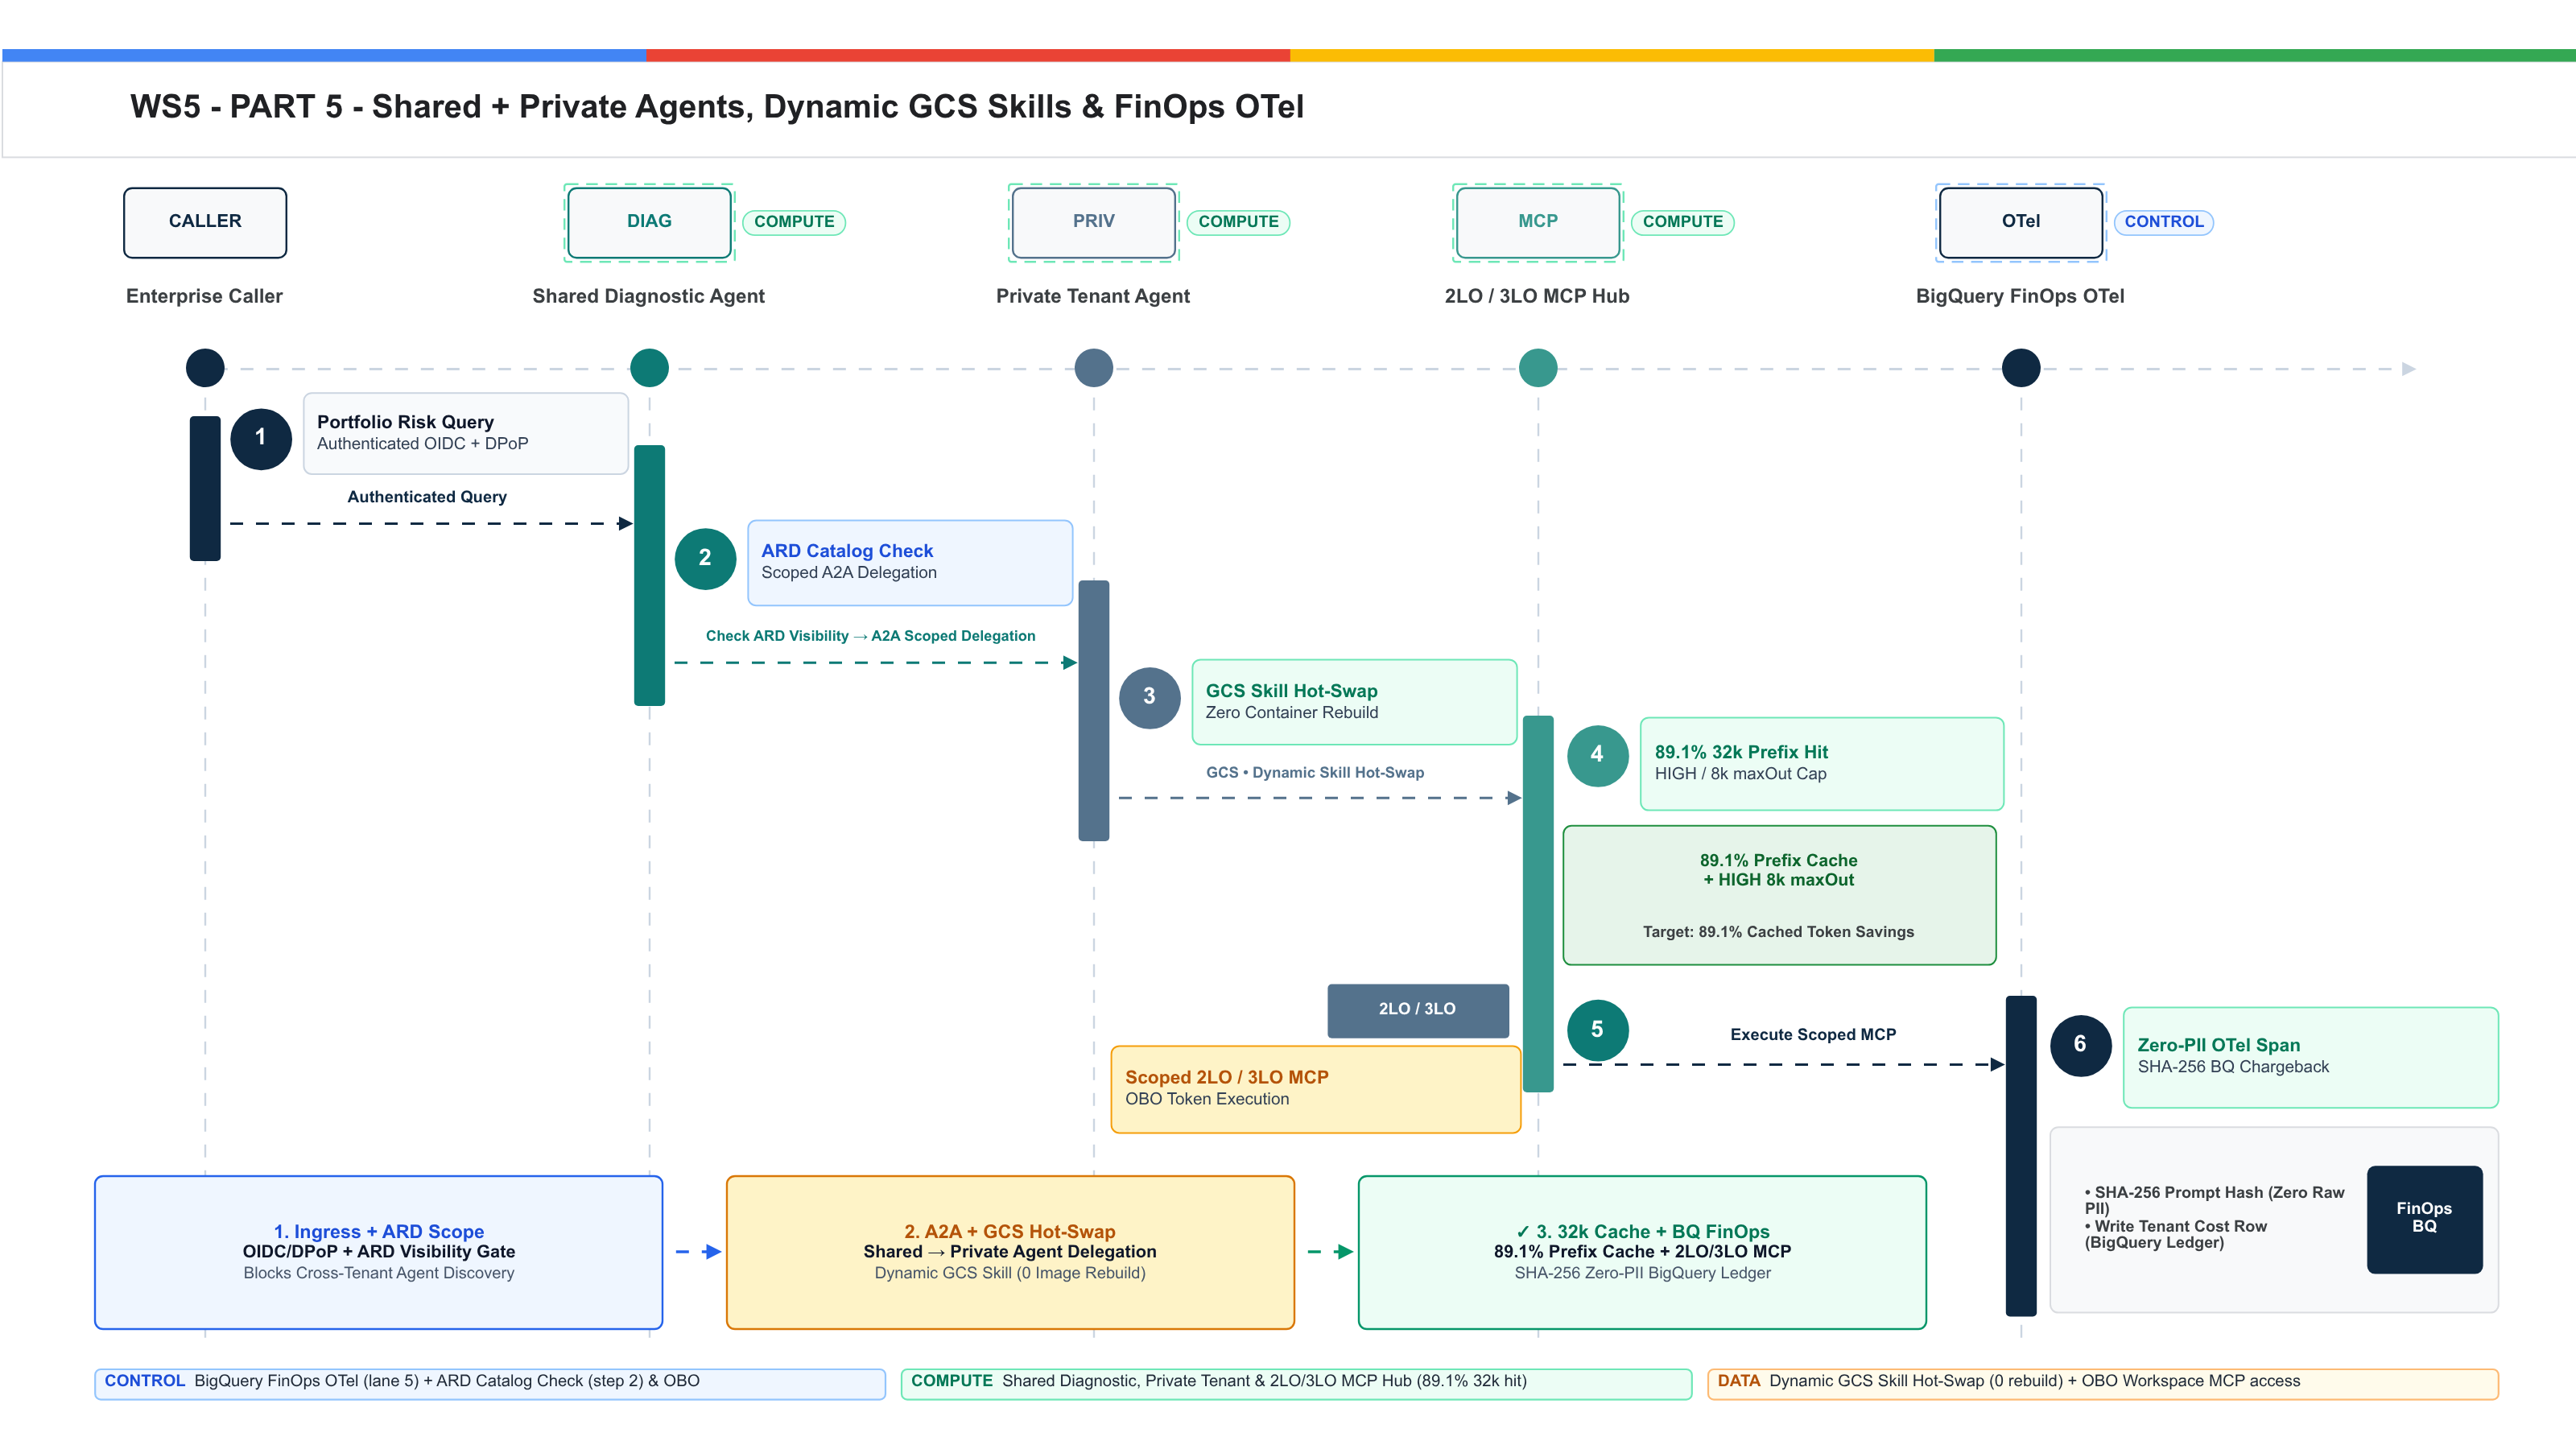 WS5 - PART 5 - Shared + Private Agents, Dynamic GCS Skills & FinOps OTel
CALLER
DIAG
COMPUTE
PRIV
COMPUTE
MCP
COMPUTE
OTel
CONTROL
Enterprise Caller
Shared Diagnostic Agent
Private Tenant Agent
2LO / 3LO MCP Hub
BigQuery FinOps OTel
1
Portfolio Risk Query
Authenticated OIDC + DPoP
Authenticated Query
2
ARD Catalog Check
Scoped A2A Delegation
Check ARD Visibility → A2A Scoped Delegation
3
GCS Skill Hot-Swap
Zero Container Rebuild
GCS • Dynamic Skill Hot-Swap
4
89.1% 32k Prefix Hit
HIGH / 8k maxOut Cap
89.1% Prefix Cache
+ HIGH 8k maxOut
Target: 89.1% Cached Token Savings
2LO / 3LO
5
Execute Scoped MCP
Scoped 2LO / 3LO MCP
OBO Token Execution
6
Zero-PII OTel Span
SHA-256 BQ Chargeback
• SHA-256 Prompt Hash (Zero Raw
PII)
• Write Tenant Cost Row
(BigQuery Ledger)
FinOps
BQ
1. Ingress + ARD Scope
OIDC/DPoP + ARD Visibility Gate
Blocks Cross-Tenant Agent Discovery
2. A2A + GCS Hot-Swap
Shared → Private Agent Delegation
Dynamic GCS Skill (0 Image Rebuild)
✓ 3. 32k Cache + BQ FinOps
89.1% Prefix Cache + 2LO/3LO MCP
SHA-256 Zero-PII BigQuery Ledger
CONTROL BigQuery FinOps OTel (lane 5) + ARD Catalog Check (step 2) & OBO
COMPUTE Shared Diagnostic, Private Tenant & 2LO/3LO MCP Hub (89.1% 32k hit)
DATA Dynamic GCS Skill Hot-Swap (0 rebuild) + OBO Workspace MCP access